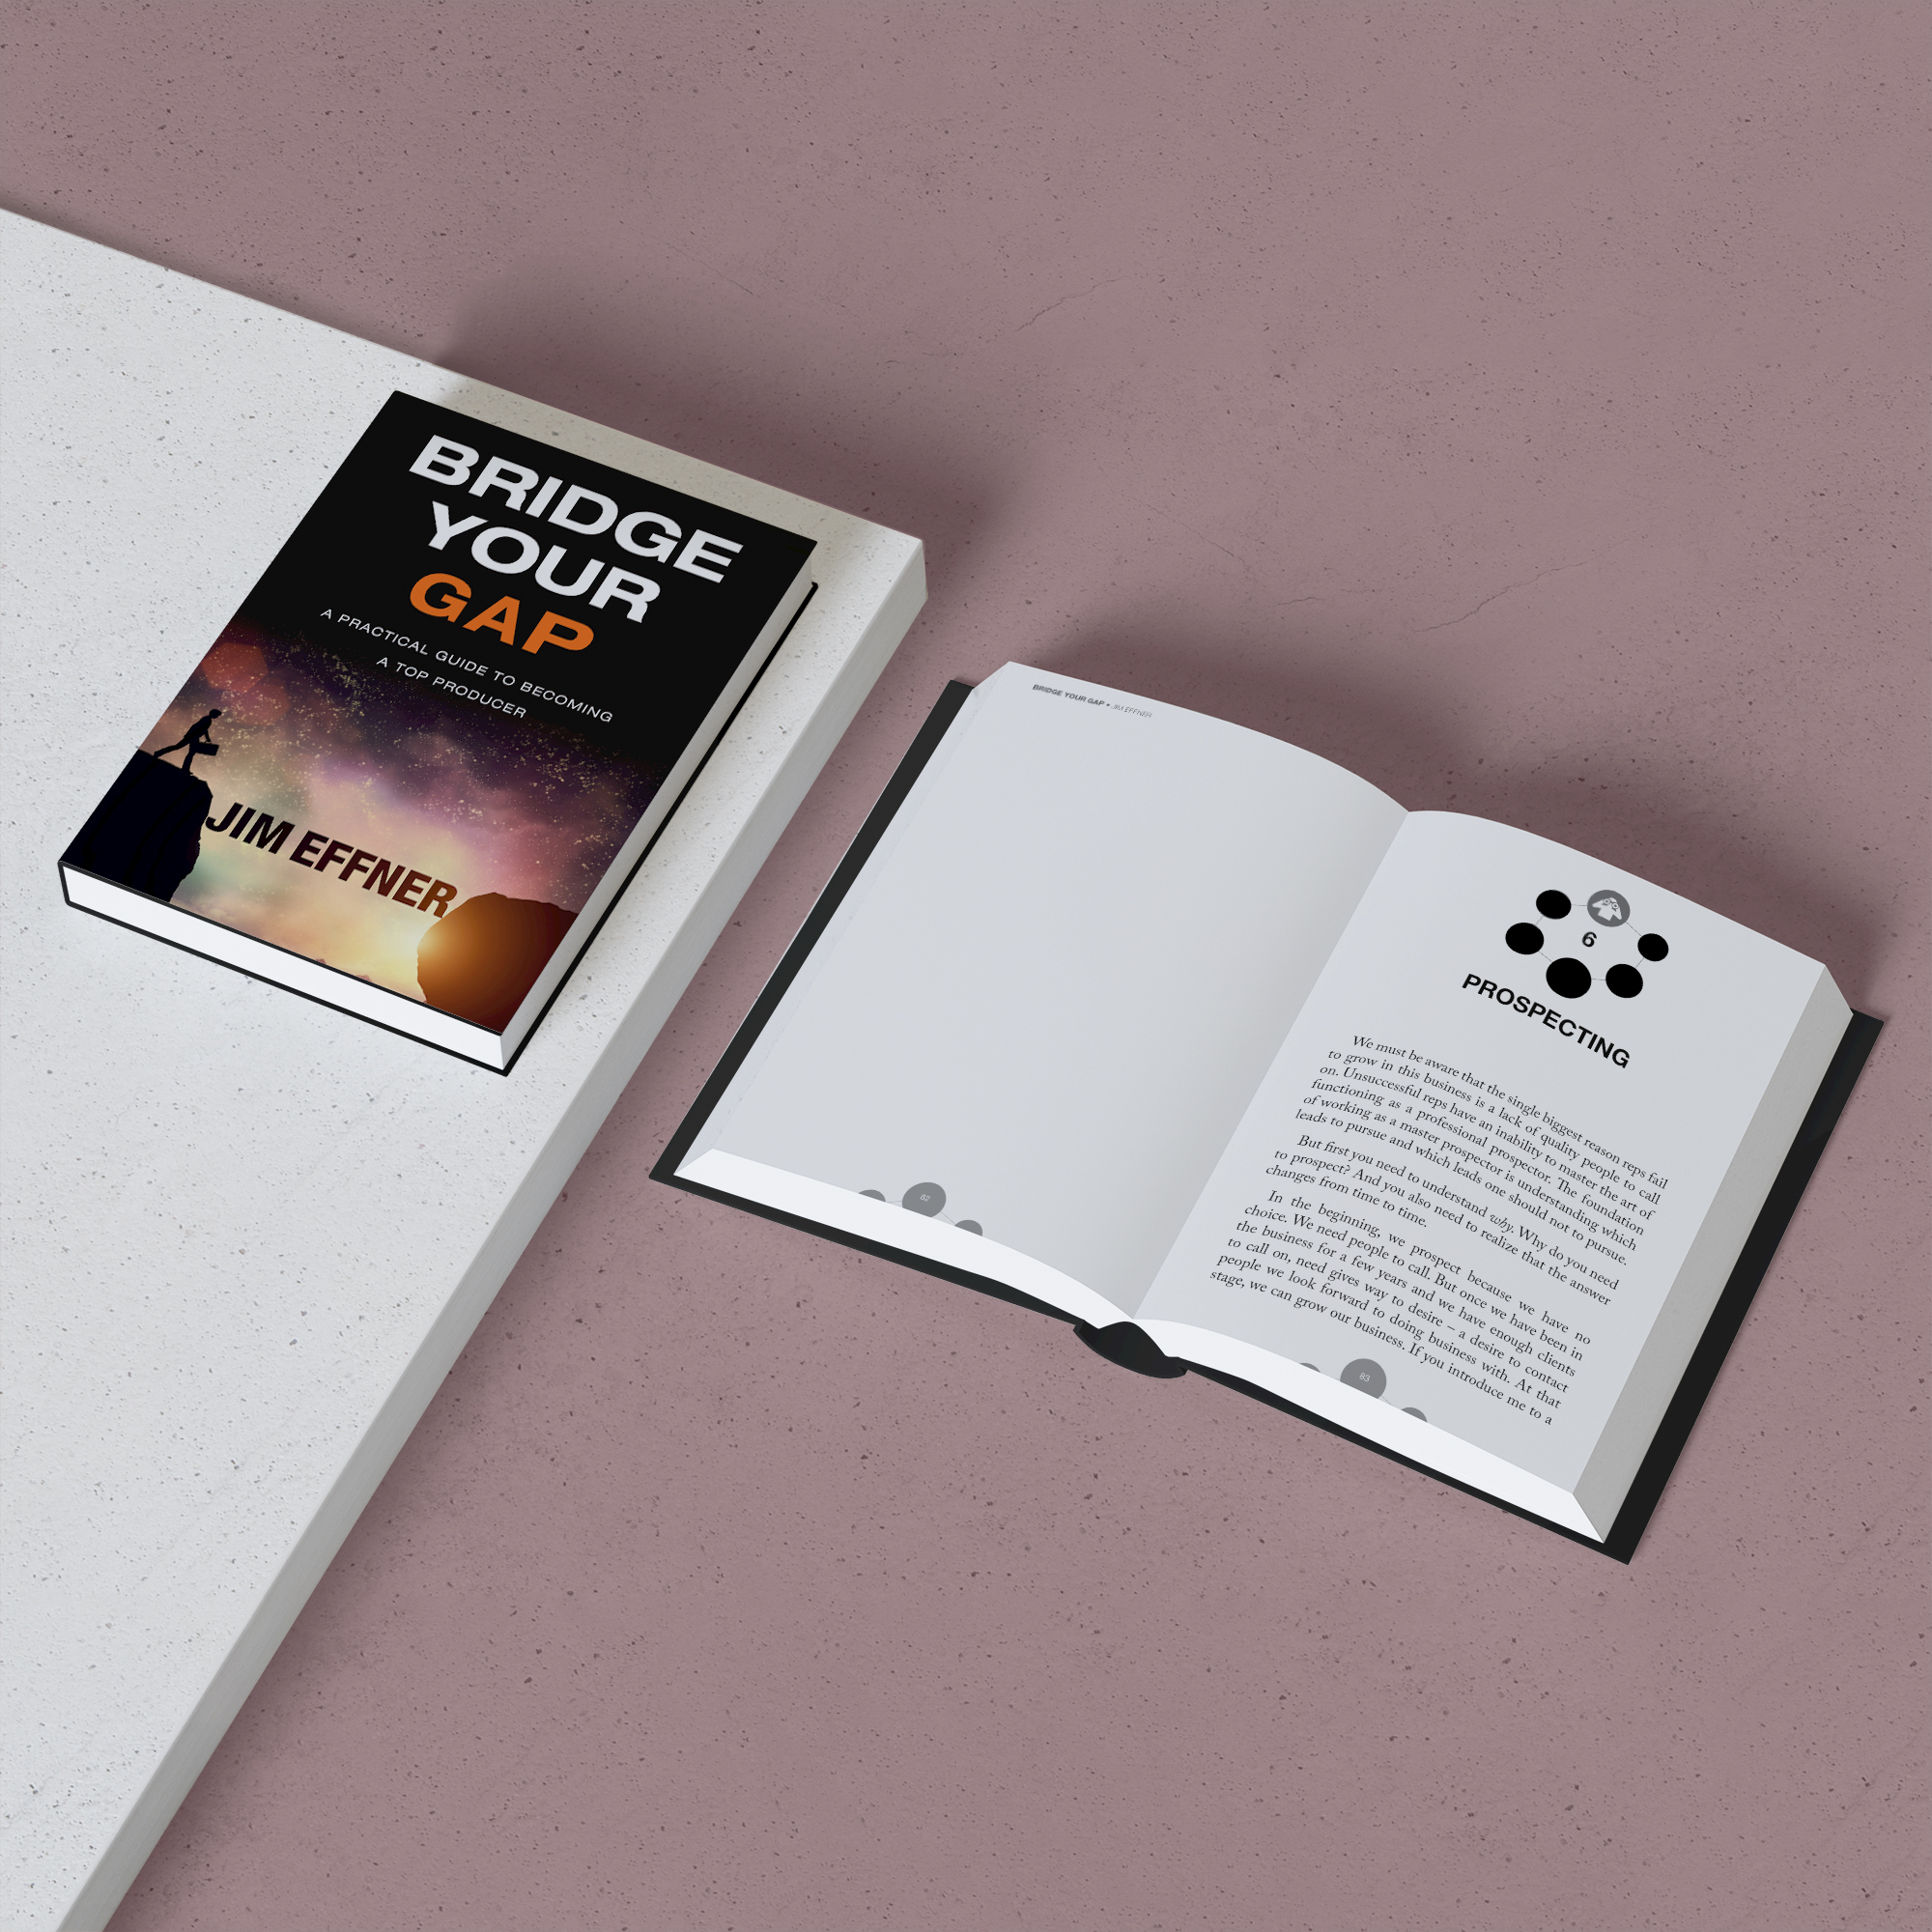 BRIDGE
YOUR
GAP
A PRACTICAL GUIDE TO BECOMING
A TOP PRODUCER
JIM EFFNER
BRIDGE YOUR GAP • JIM EFFNER
82
6
PROSPECTING
We must be aware that the single biggest reason reps fail
to grow in this business is a lack of quality people to call
on. Unsuccessful reps have an inability to master the art of
functioning as a professional prospector. The foundation
of working as a master prospector is understanding which
leads to pursue and which leads one should not to pursue.
But first you need to understand why. Why do you need
to prospect? And you also need to realize that the answer
changes from time to time.
In the beginning, we prospect because we have no
choice. We need people to call. But once we have been in
the business for a few years and we have enough clients
to call on, need gives way to desire – a desire to contact
people we look forward to doing business with. At that
stage, we can grow our business. If you introduce me to a
83